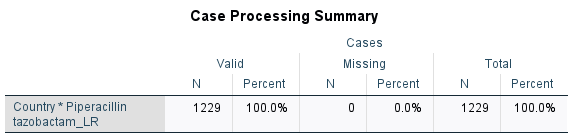 Case Processing Summary
Cases
Valid Missing Total
N Percent N Percent N Percent
Country * Piperacillin 1229 100.0% 0 0.0% 1229 100.0%
tazobactam_LR